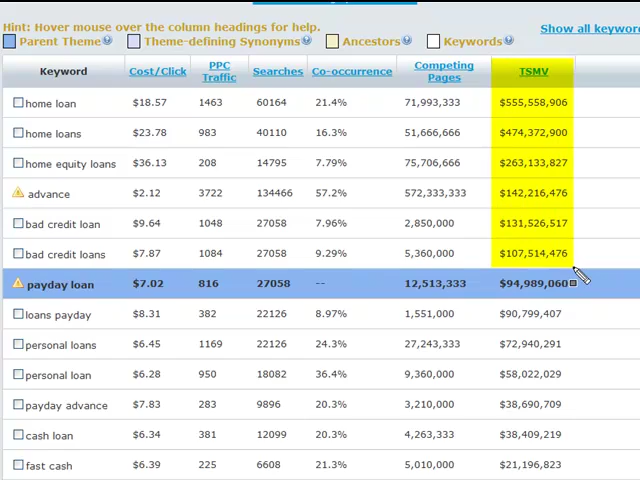 Hint: Hover mouse over the column headings for help.
Show all keywor
Parent Theme ? Theme-defining Synonyms ? Ancestors ? Keywords ?
Keyword Cost/Click PPC Traffic Searches Co-occurrence Competing Pages TSMV
home loan $18.57 1463 60164 21.4% 71,993,333 $555,558,906
home loans $23.78 983 40110 16.3% 51,666,666 $474,372,900
home equity loans $36.13 208 14795 7.79% 75,706,666 $263,133,827
advance $2.12 3722 134466 57.2% 572,333,333 $142,216,476
bad credit loan $9.64 1048 27058 7.96% 2,850,000 $131,526,517
bad credit loans $7.87 1084 27058 9.29% 5,360,000 $107,514,476
payday loan $7.02 816 27058 -- 12,513,333 $94,989,060
loans payday $8.31 382 22126 8.97% 1,551,000 $90,799,407
personal loans $6.45 1169 22126 24.3% 27,243,333 $72,940,291
personal loan $6.28 950 18082 36.4% 9,360,000 $58,022,029
payday advance $7.83 283 9896 20.3% 3,210,000 $38,690,709
cash loan $6.34 381 12099 20.3% 4,263,333 $38,409,219
fast cash $6.39 225 6608 21.3% 5,010,000 $21,196,823